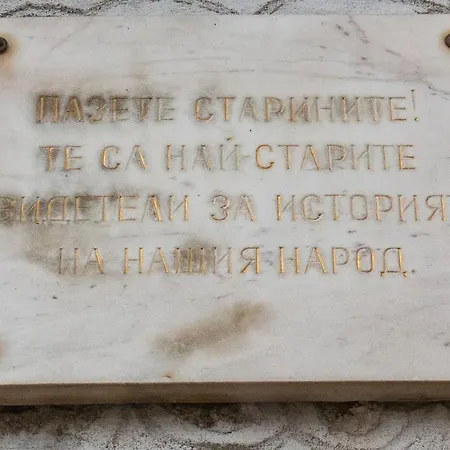 ПАЗЕТЕ СТАРИНИТЕ!
ТЕ СА НАЙ-СТАРИТЕ
ВИДЕТЕЛИ ЗА ИСТОРИЯТ
НА НАШИЯ НАРОД.